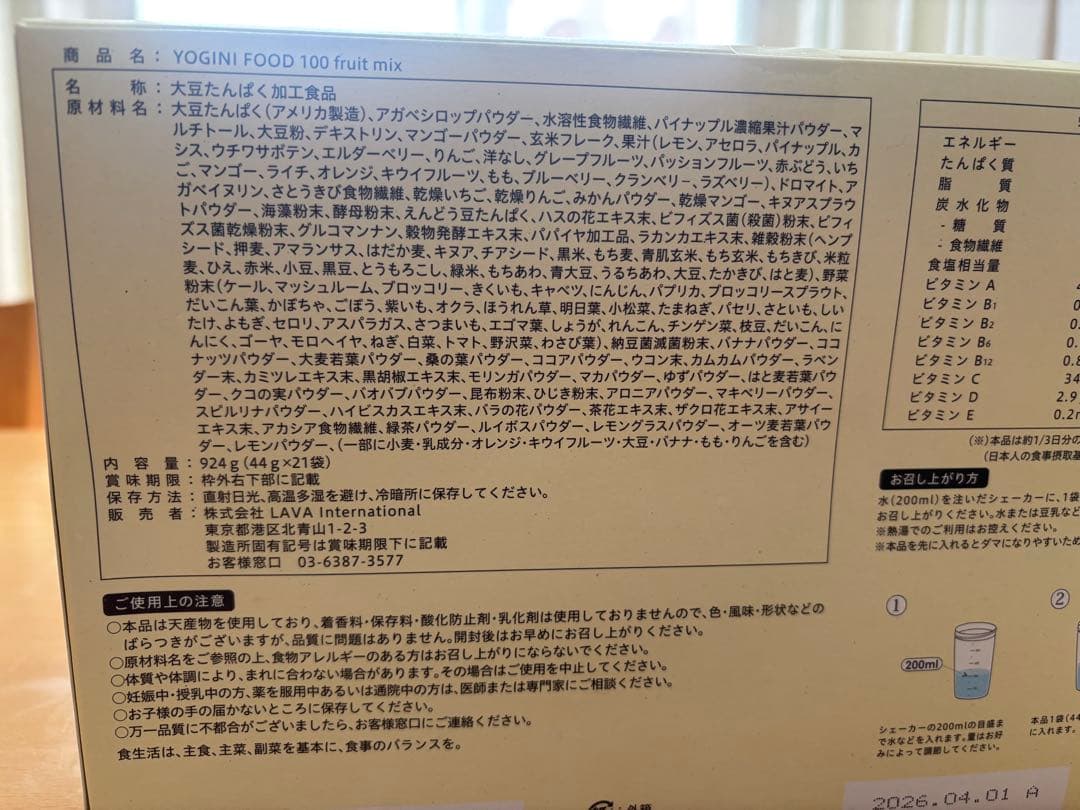 商品名：YOGINI FOOD 100 fruit mix
名称：大豆たんぱく加工食品
原材料名：大豆たんぱく（アメリカ製造）、アガベシロップパウダー、水溶性食物繊維、パイナップル濃縮果汁パウダー、マ
ルチトール、大豆粉、デキストリン、マンゴーパウダー、玄米フレーク、果汁（レモン、アセロラ、パイナップル、カ
シス、ウチワサボテン、エルダーベリー、りんご、洋なし、グレープフルーツ、パッションフルーツ、赤ぶどう、いち
ご、マンゴー、ライチ、オレンジ、キウイフルーツ、もも、ブルーベリー、クランベリー、ラズベリー）、ドロマイト、ア
ガベイヌリン、さとうきび食物繊維、乾燥いちご、乾燥りんご、みかんパウダー、乾燥マンゴー、キヌアスプラウ
トパウダー、海藻粉末、酵母粉末、えんどう豆たんぱく、ハスの花エキス末、ビフィズス菌（殺菌）粉末、ビフィ
ズス菌乾燥粉末、グルコマンナン、穀物発酵エキス末、パパイヤ加工品、ラカンカエキス末、雑穀粉末（ヘンプ
シード、押麦、アマランサス、はだか麦、キヌア、チアシード、黒米、もち麦、青肌玄米、もち玄米、もちきび、米粒
麦、ひえ、赤米、小豆、黒豆、とうもろこし、緑米、もちあわ、青大豆、うるちあわ、大豆、たかきび、はと麦）、野菜
粉末（ケール、マッシュルーム、ブロッコリー、きくいも、キャベツ、にんじん、パプリカ、ブロッコリースプラウト、
だいこん葉、かぼちゃ、ごぼう、紫いも、オクラ、ほうれん草、明日葉、小松菜、たまねぎ、パセリ、さといも、しい
たけ、よもぎ、セロリ、アスパラガス、さつまいも、エゴマ葉、しょうが、れんこん、チンゲン菜、枝豆、だいこん、に
んにく、ゴーヤ、モロヘイヤ、ねぎ、白菜、トマト、野沢菜、わさび葉）、納豆菌滅菌粉末、バナナパウダー、ココ
ナッツパウダー、大麦若葉パウダー、桑の葉パウダー、ココアパウダー、ウコン末、カムカムパウダー、ラベン
ダー末、カミツレエキス末、黒胡椒エキス末、モリンガパウダー、マカパウダー、ゆずパウダー、はと麦若葉パウ
ダー、クコの実パウダー、バオバブパウダー、昆布粉末、ひじき粉末、アロニアパウダー、マキベリーパウダー、
スピルリナパウダー、ハイビスカスエキス末、バラの花パウダー、茶花エキス末、ザクロ花エキス末、アサイー
エキス末、アカシア食物繊維、緑茶パウダー、ルイボスパウダー、レモングラスパウダー、オーツ麦若葉パウ
ダー、レモンパウダー、（一部に小麦・乳成分・オレンジ・キウイフルーツ・大豆・バナナ・もも・りんごを含む）
内容量：924g（44g×21袋）
賞味期限：枠外右下部に記載
保存方法：直射日光、高温多湿を避け、冷暗所に保存してください。
販売者：株式会社 LAVA International
東京都港区北青山1-2-3
製造所固有記号は賞味期限下に記載
お客様窓口 03-6387-3577
ご使用上の注意
○本品は天産物を使用しており、着香料・保存料・酸化防止剤・乳化剤は使用しておりませんので、色・風味・形状などの
ばらつきがございますが、品質に問題はありません。開封後はお早めにお召し上がりください。
○原材料名をご参照の上、食物アレルギーのある方はお召し上がりにならないでください。
○体質や体調により、まれに合わない場合があります。その場合はご使用を中止してください。
○妊娠中・授乳中の方、薬を服用中あるいは通院中の方は、医師または専門家にご相談ください。
○お子様の手の届かないところに保存してください。
○万一品質に不都合がございましたら、お客様窓口にご連絡ください。
食生活は、主食、主菜、副菜を基本に、食事のバランスを。
エネルギー
たんぱく質
脂質
炭水化物
- 糖質
- 食物繊維
食塩相当量
ビタミン A
ビタミン B1
ビタミン B2
ビタミン B6
ビタミン B12
ビタミン C 34
ビタミン D 2.9
ビタミン E 0.2
（※）本品は約1/3日分の
（日本人の食事摂取基
お召し上がり方
水（200ml）を注いだシェーカーに、1袋
お召し上がりください。水または豆乳など
※熱湯でのご利用はお控えください。
※本品を先に入れるとダマになりやすいため
①
②
200ml
シェーカーの200mlの目盛ま
で水などを入れます。量はお好
みによって調節してください。
本品1袋（44
に入れます。
2026.04.01 A
：外箱